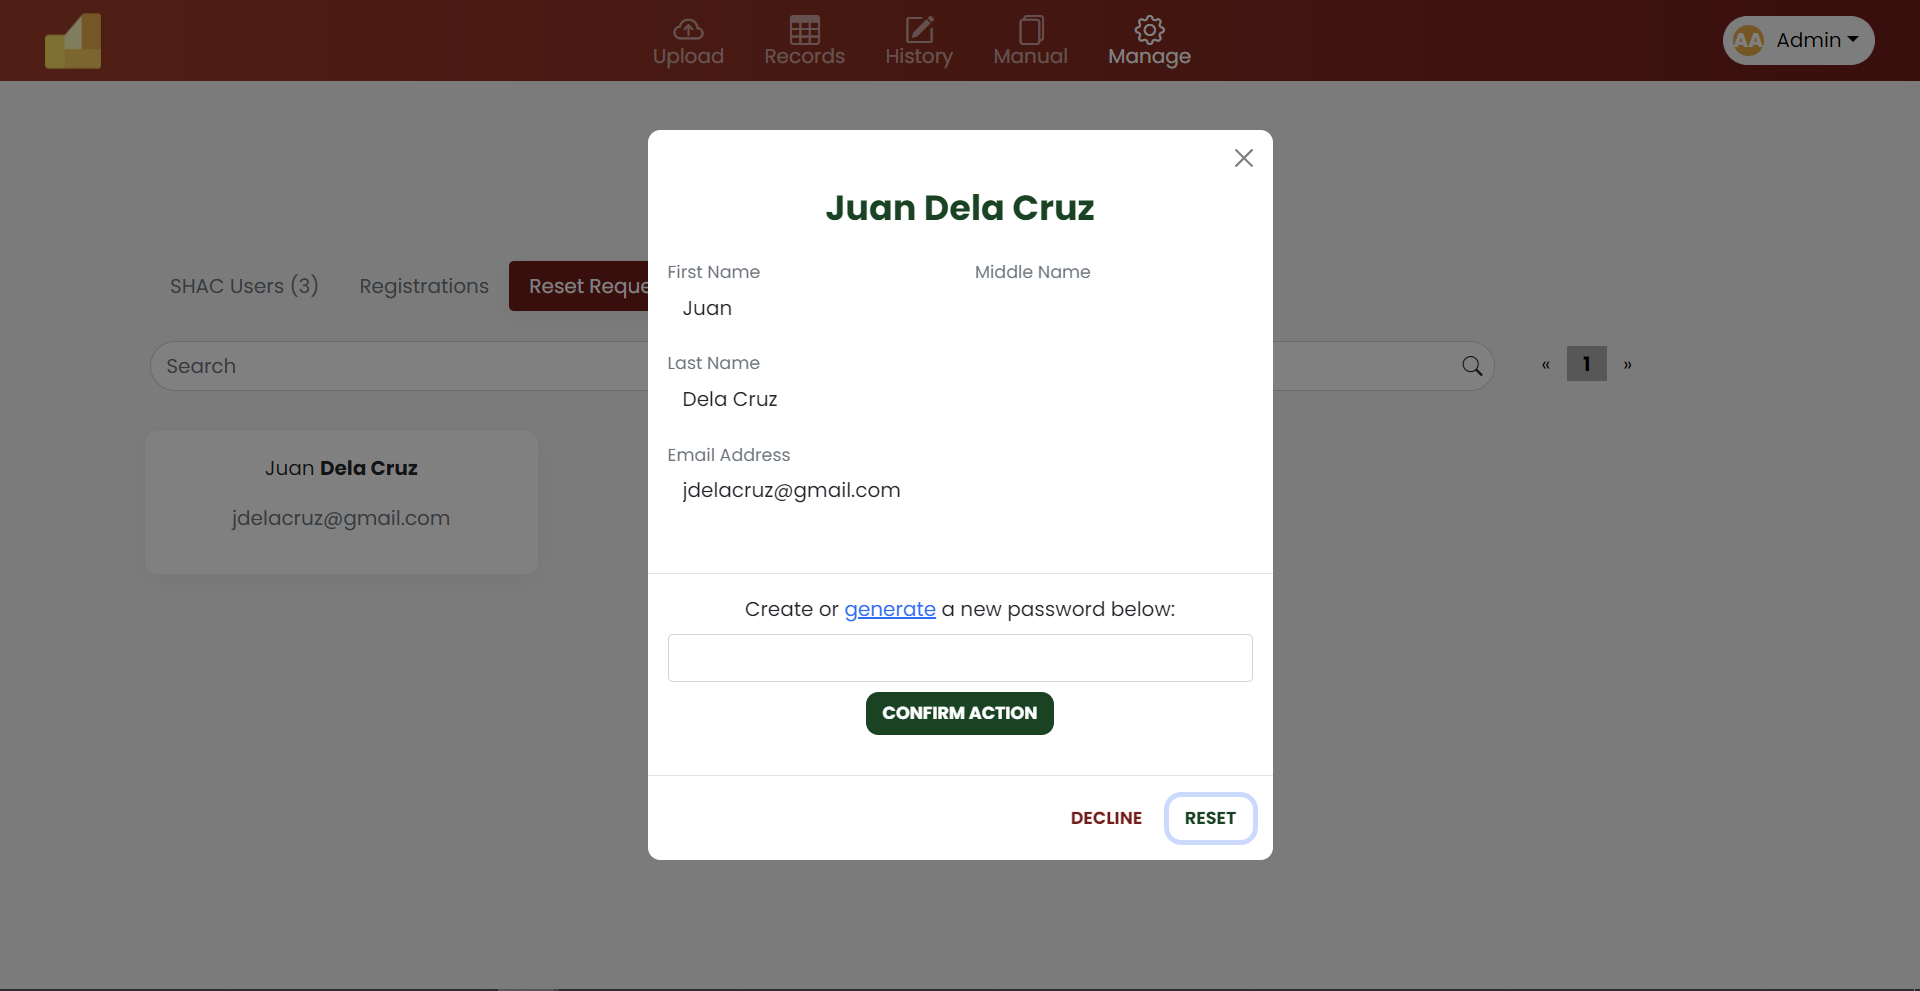 Upload Records History Manual Manage
AA Admin
Juan Dela Cruz
First Name Middle Name
Juan
Last Name
Dela Cruz
Email Address
jdelacruz@gmail.com
Create or generate a new password below:
CONFIRM ACTION
DECLINE RESET
SHAC Users (3) Registrations Reset Reque
Search « 1 »
Juan Dela Cruz
jdelacruz@gmail.com